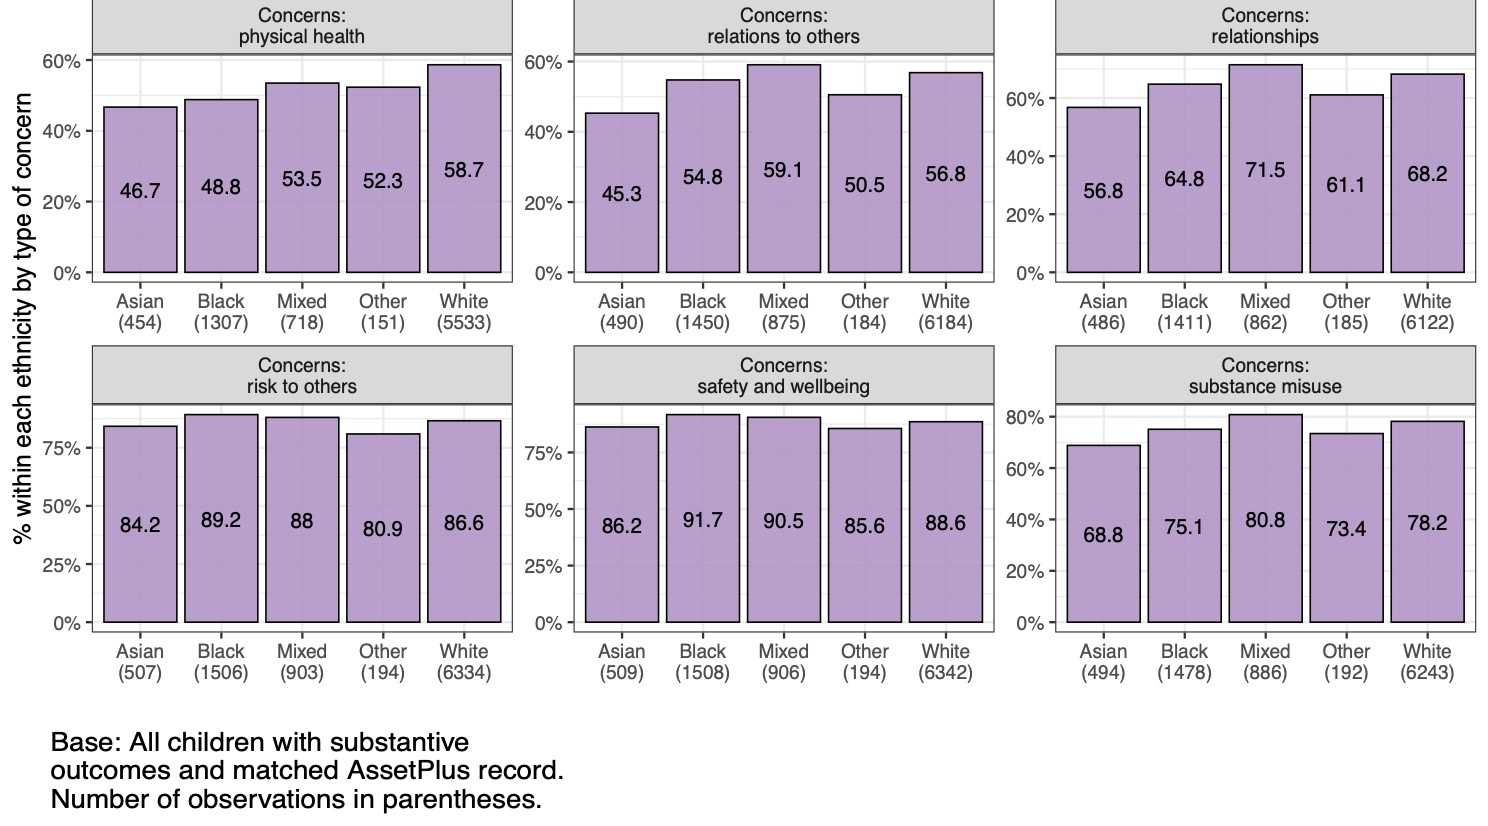 % within each ethnicity by type of concern
Concerns:
physical health
60%
40%
20%
0%
46.7
48.8
53.5
52.3
58.7
Asian
(454)
Black
(1307)
Mixed
(718)
Other
(151)
White
(5533)
Concerns:
relations to others
60%
40%
20%
0%
45.3
54.8
59.1
50.5
56.8
Asian
(490)
Black
(1450)
Mixed
(875)
Other
(184)
White
(6184)
Concerns:
relationships
60%
40%
20%
0%
56.8
64.8
71.5
61.1
68.2
Asian
(486)
Black
(1411)
Mixed
(862)
Other
(185)
White
(6122)
Concerns:
risk to others
75%
50%
25%
0%
84.2
89.2
88
80.9
86.6
Asian
(507)
Black
(1506)
Mixed
(903)
Other
(194)
White
(6334)
Concerns:
safety and wellbeing
75%
50%
25%
0%
86.2
91.7
90.5
85.6
88.6
Asian
(509)
Black
(1508)
Mixed
(906)
Other
(194)
White
(6342)
Concerns:
substance misuse
80%
60%
40%
20%
0%
68.8
75.1
80.8
73.4
78.2
Asian
(494)
Black
(1478)
Mixed
(886)
Other
(192)
White
(6243)
Base: All children with substantive
outcomes and matched AssetPlus record.
Number of observations in parentheses.